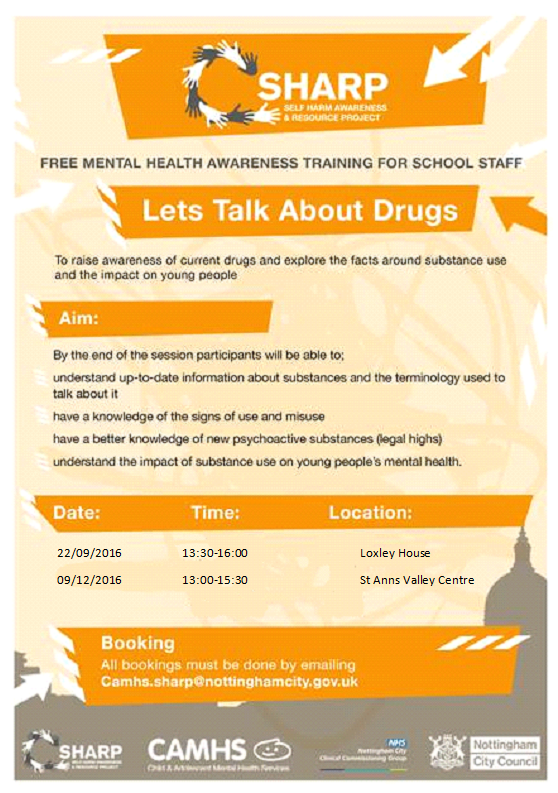 SHARP
SELF HARM AWARENESS
& RESOURCE PROJECT
FREE MENTAL HEALTH AWARENESS TRAINING FOR SCHOOL STAFF
Lets Talk About Drugs
To raise awareness of current drugs and explore the facts around substance use
and the impact on young people
Aim:
By the end of the session participants will be able to;
understand up-to-date information about substances and the terminology used to
talk about it
have a knowledge of the signs of use and misuse
have a better knowledge of new psychoactive substances (legal highs)
understand the impact of substance use on young people's mental health.
Date: Time: Location:
22/09/2016 13:30-16:00 Loxley House
09/12/2016 13:00-15:30 St Anns Valley Centre
Booking
All bookings must be done by emailing
Camhs.sharp@nottinghamcity.gov.uk
SHARP
SELF HARM AWARENESS
& RESOURCE PROJECT
CAMHS
Child & Adolescent Mental Health Services
NHS
Nottingham City
Clinical Commissioning Group
Nottingham
City Council